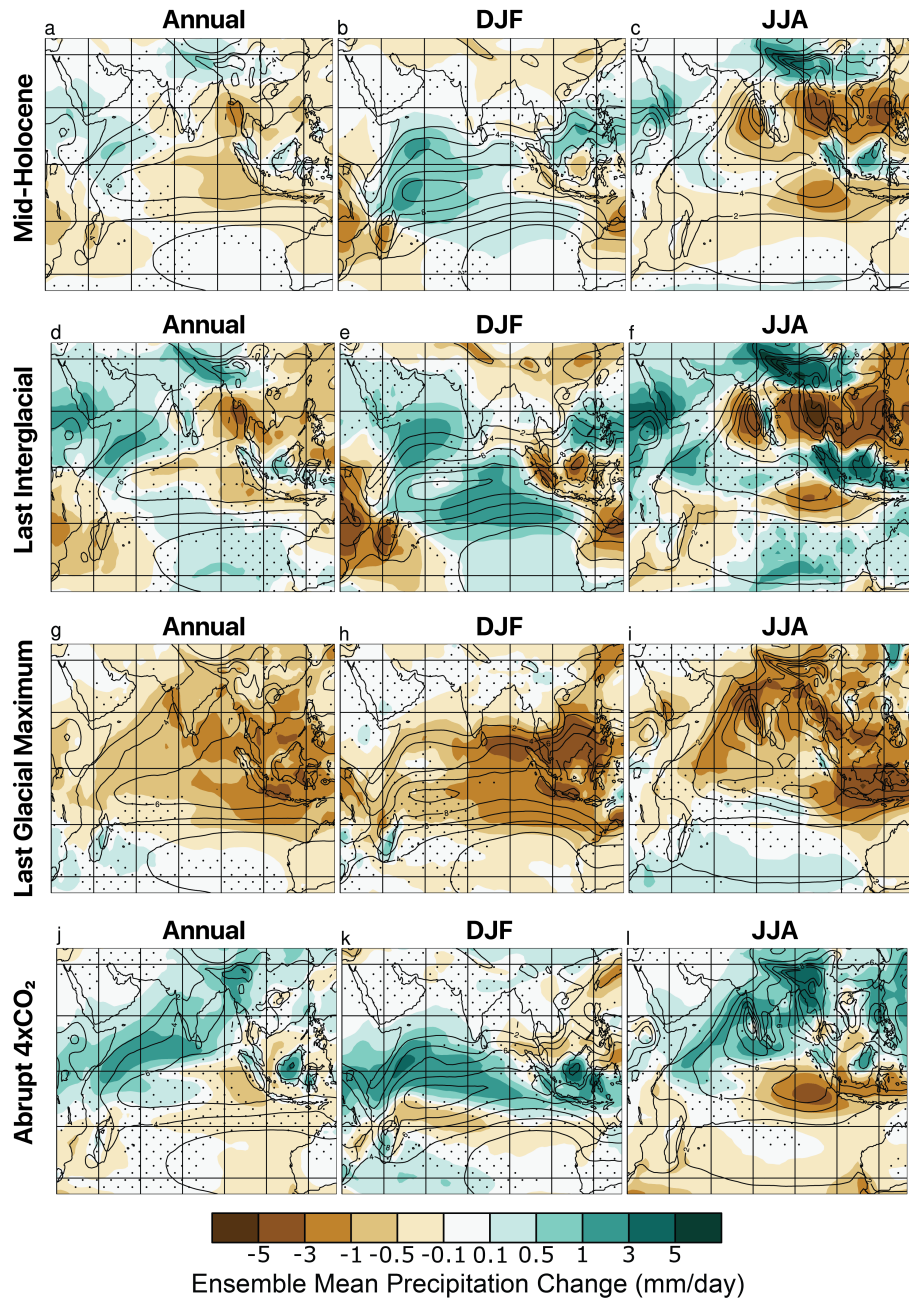 Annual DJF JJA
a b c
Mid-Holocene
Annual DJF JJA
d e f
Last Interglacial
Annual DJF JJA
g h i
Last Glacial Maximum
Annual DJF JJA
j k l
Abrupt 4xCO₂
-5 -3 -1 -0.5 -0.1 0.1 0.5 1 3 5
Ensemble Mean Precipitation Change (mm/day)